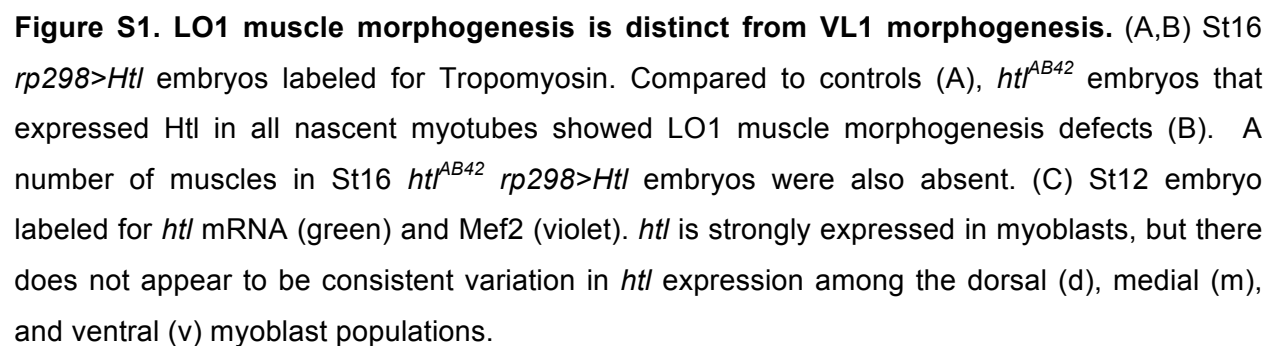 Figure S1. LO1 muscle morphogenesis is distinct from VL1 morphogenesis. (A,B) St16
rp298>Htl embryos labeled for Tropomyosin. Compared to controls (A), htl^AB42 embryos that
expressed Htl in all nascent myotubes showed LO1 muscle morphogenesis defects (B). A
number of muscles in St16 htl^AB42 rp298>Htl embryos were also absent. (C) St12 embryo
labeled for htl mRNA (green) and Mef2 (violet). htl is strongly expressed in myoblasts, but there
does not appear to be consistent variation in htl expression among the dorsal (d), medial (m),
and ventral (v) myoblast populations.